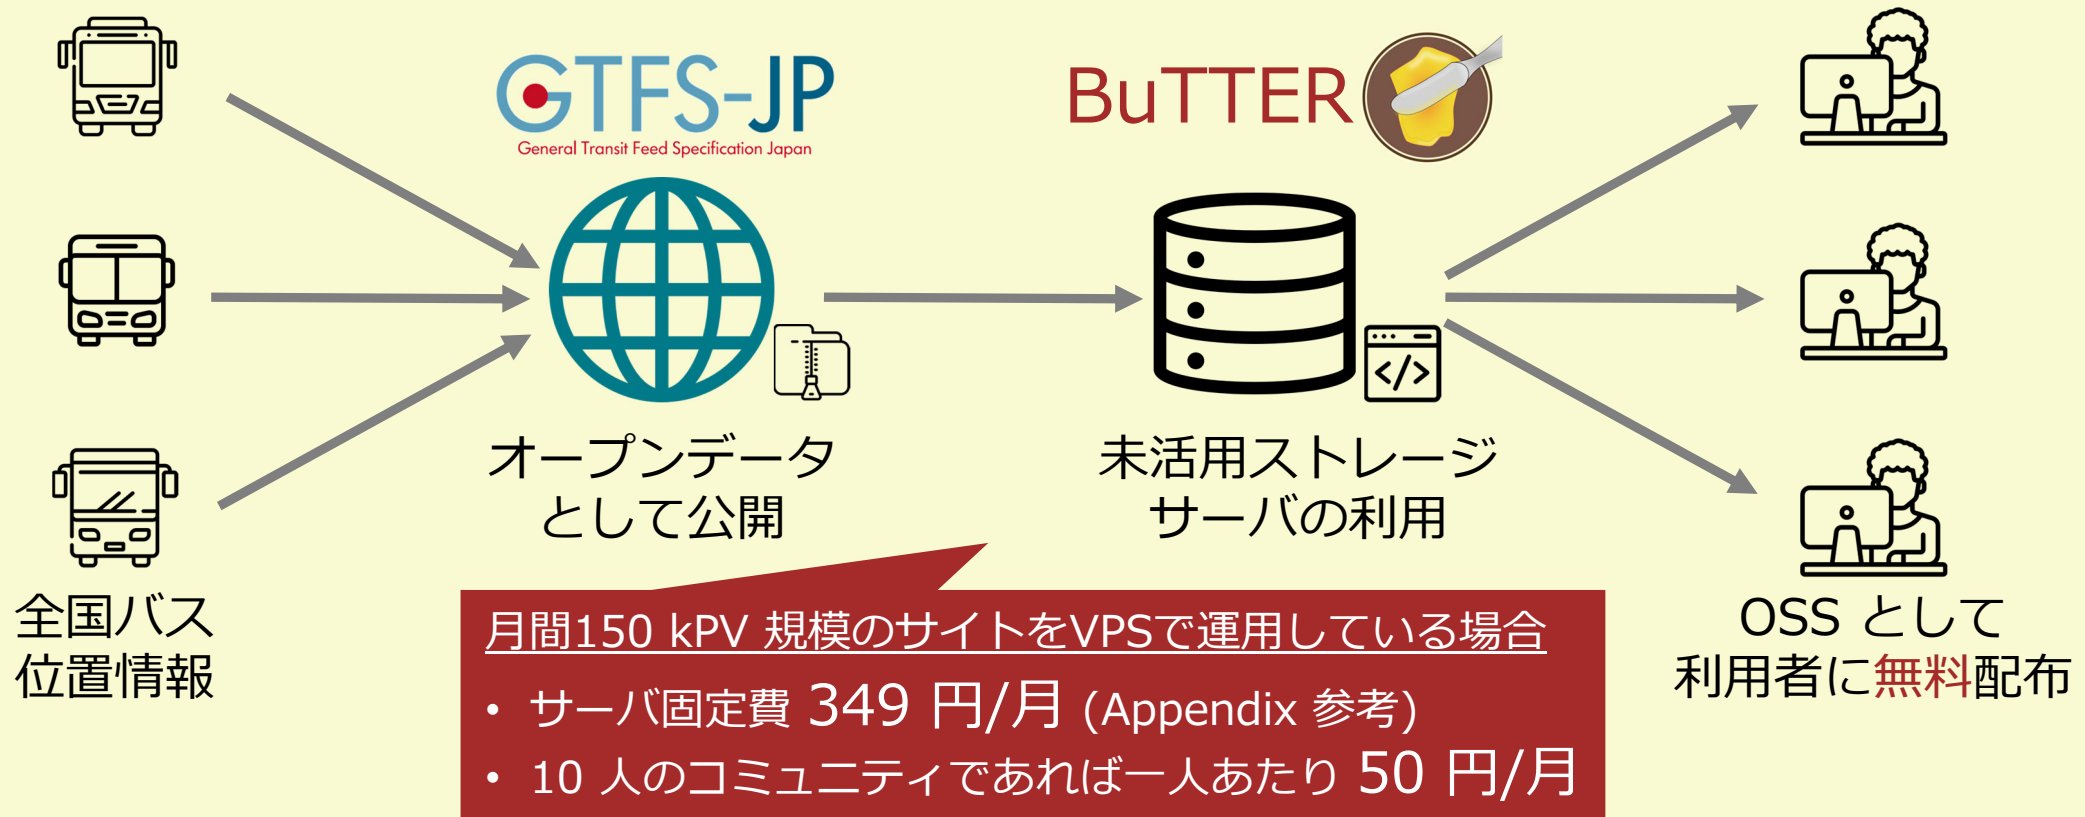 GTFS-JP
General Transit Feed Specification Japan
BuTTER
</>
オープンデータ
として公開
未活用ストレージ
サーバの利用
全国バス
位置情報
OSS として
利用者に無料配布
月間150 kPV 規模のサイトをVPSで運用している場合
• サーバ固定費 349 円/月 (Appendix 参考)
• 10 人のコミュニティであれば一人あたり 50 円/月